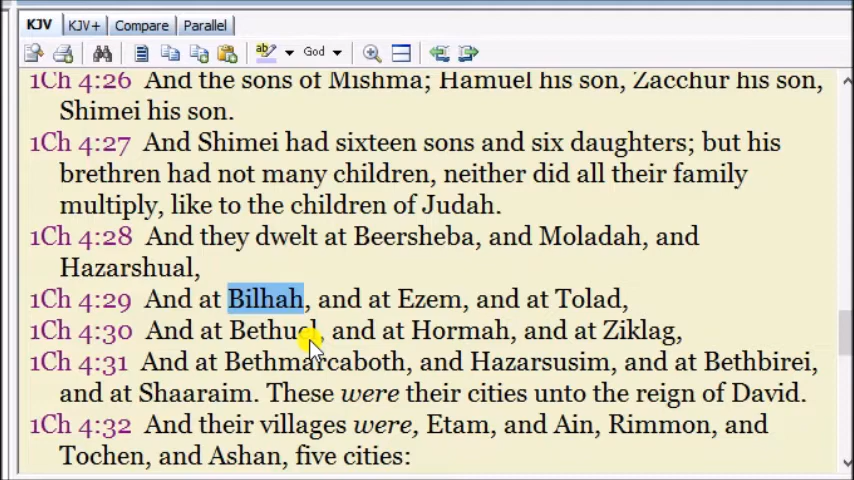 KJV KJV+ Compare Parallel
ab God
1Ch 4:26 And the sons of Mishma; Hamuel his son, Zacchur his son,
Shimei his son.
1Ch 4:27 And Shimei had sixteen sons and six daughters; but his
brethren had not many children, neither did all their family
multiply, like to the children of Judah.
1Ch 4:28 And they dwelt at Beersheba, and Moladah, and
Hazarshual,
1Ch 4:29 And at Bilhah, and at Ezem, and at Tolad,
1Ch 4:30 And at Bethuel, and at Hormah, and at Ziklag,
1Ch 4:31 And at Bethmarcaboth, and Hazarsusim, and at Bethbirei,
and at Shaaraim. These were their cities unto the reign of David.
1Ch 4:32 And their villages were, Etam, and Ain, Rimmon, and
Tochen, and Ashan, five cities: